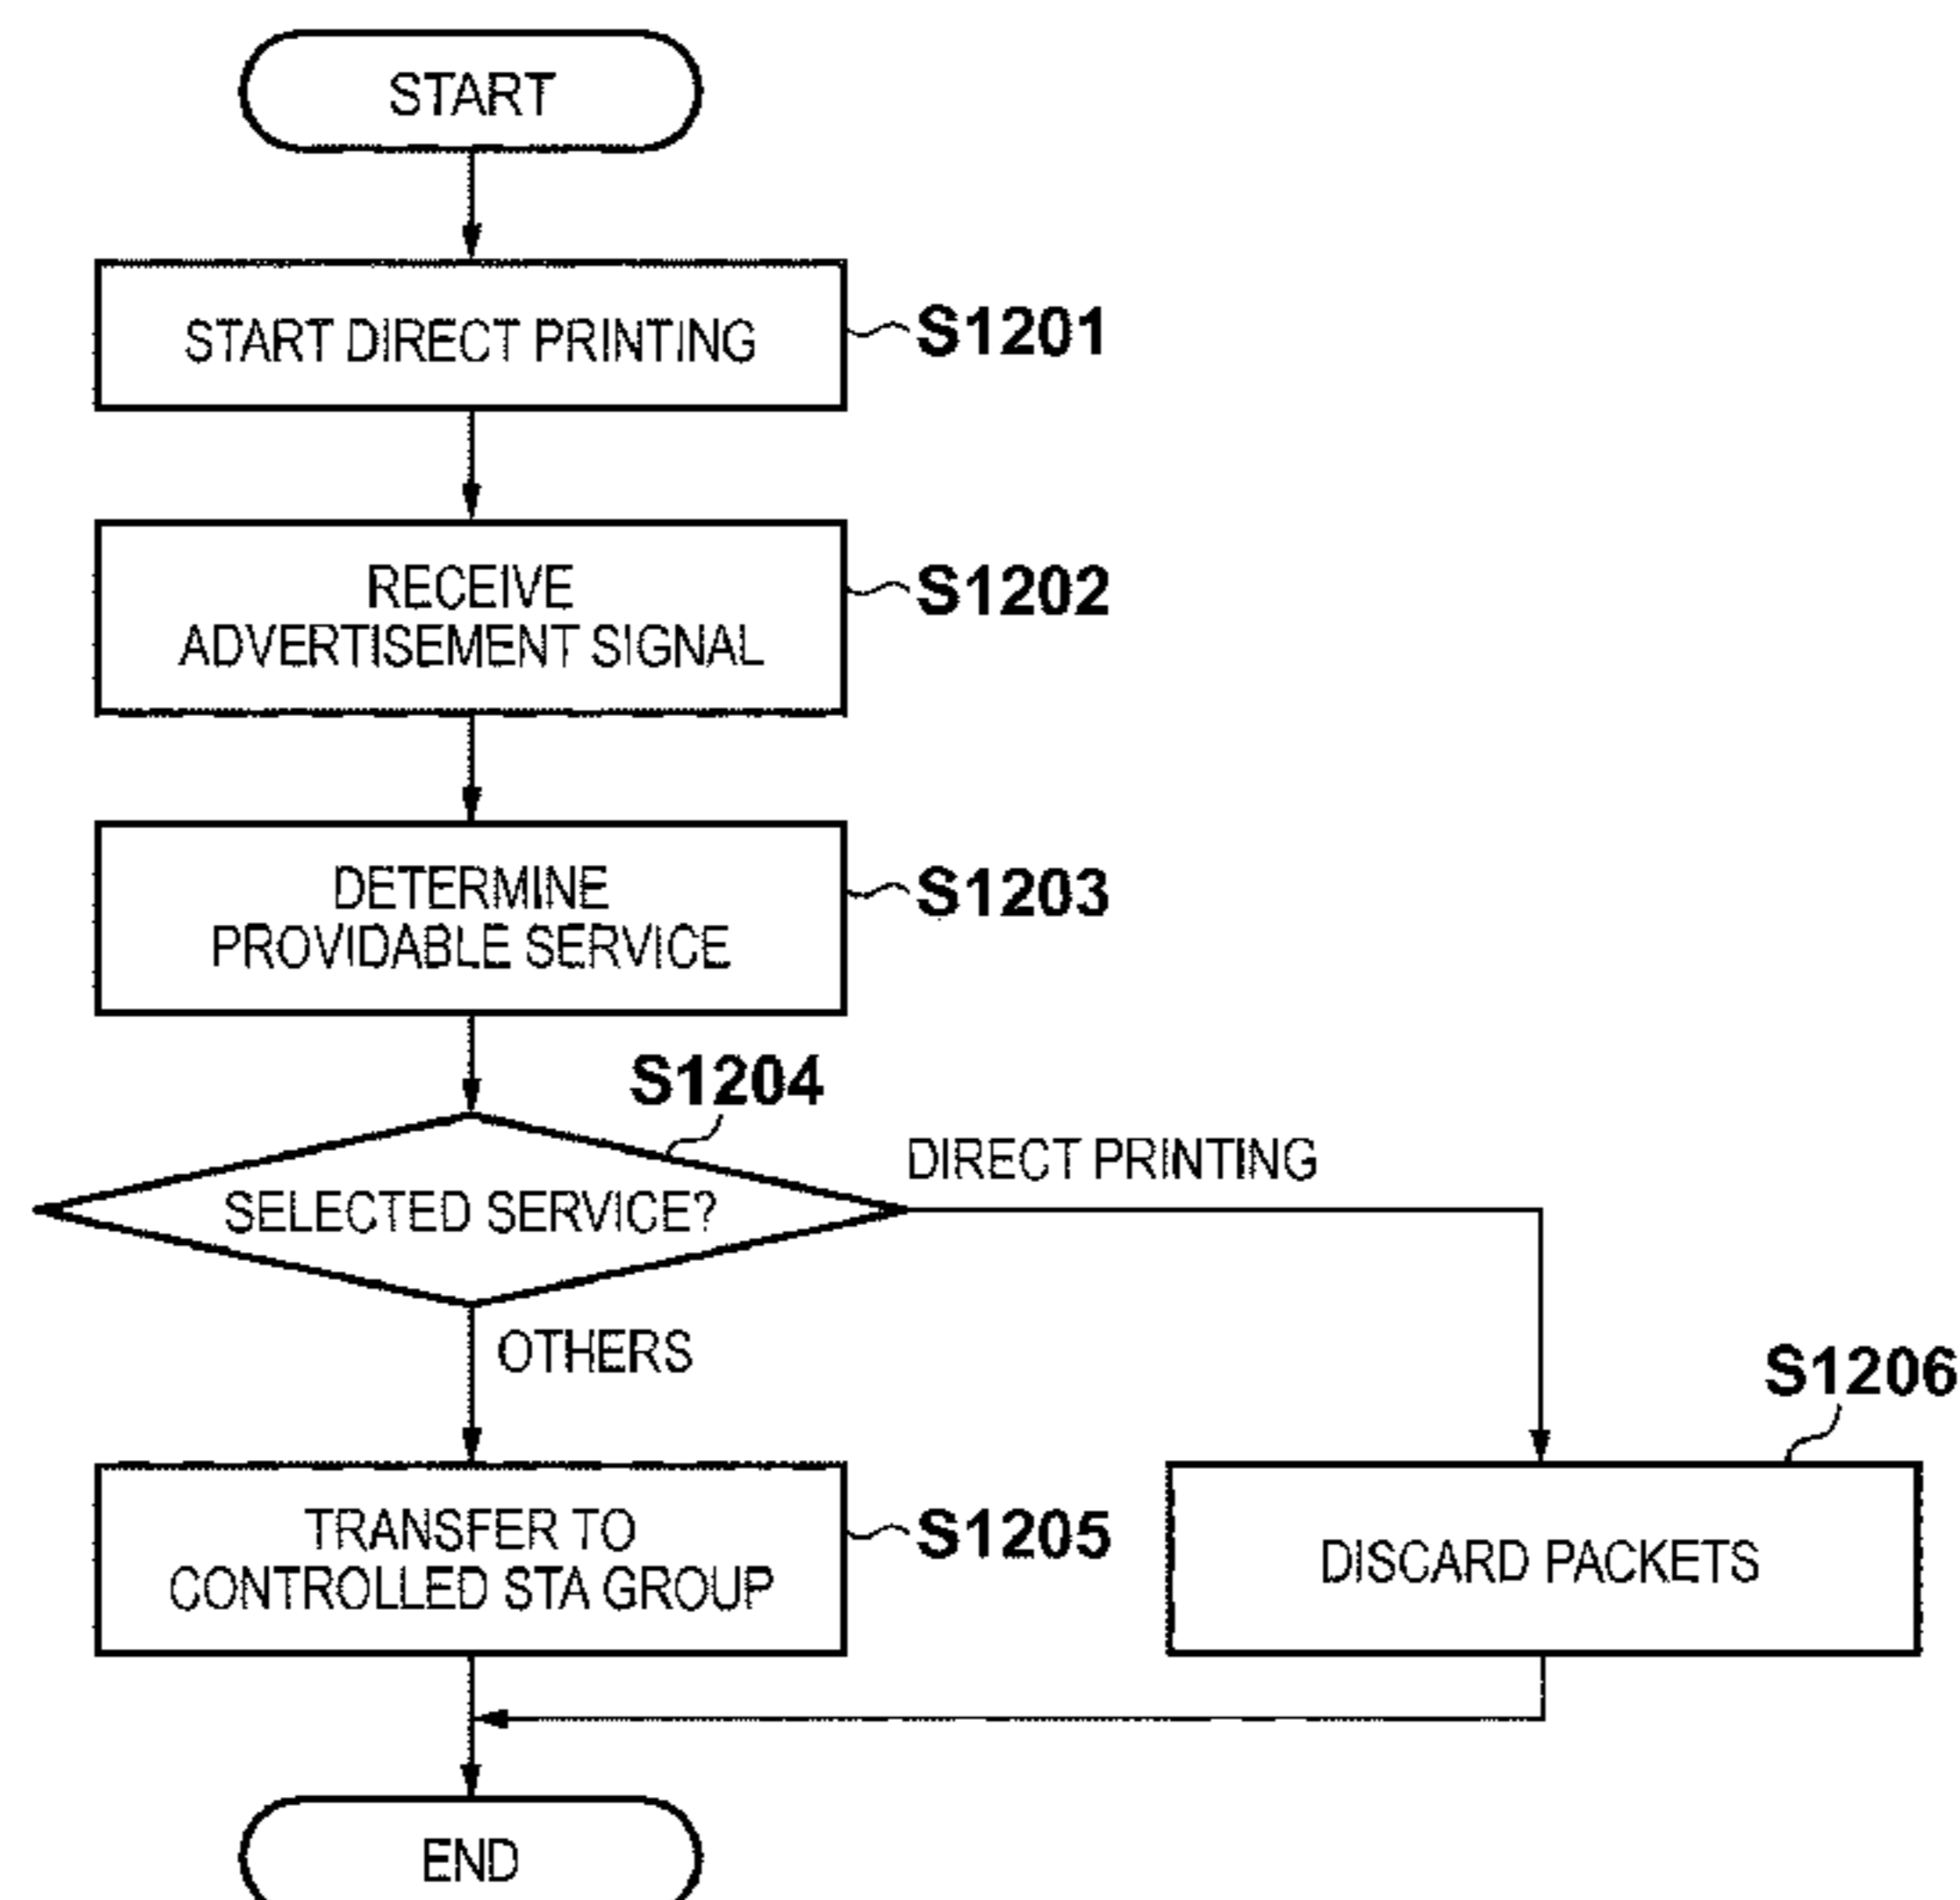 START
START DIRECT PRINTING
S1201
RECEIVE
ADVERTISEMENT SIGNAL
S1202
DETERMINE
PROVIDABLE SERVICE
S1203
S1204
SELECTED SERVICE?
DIRECT PRINTING
OTHERS
TRANSFER TO
CONTROLLED STA GROUP
S1205
S1206
DISCARD PACKETS
END